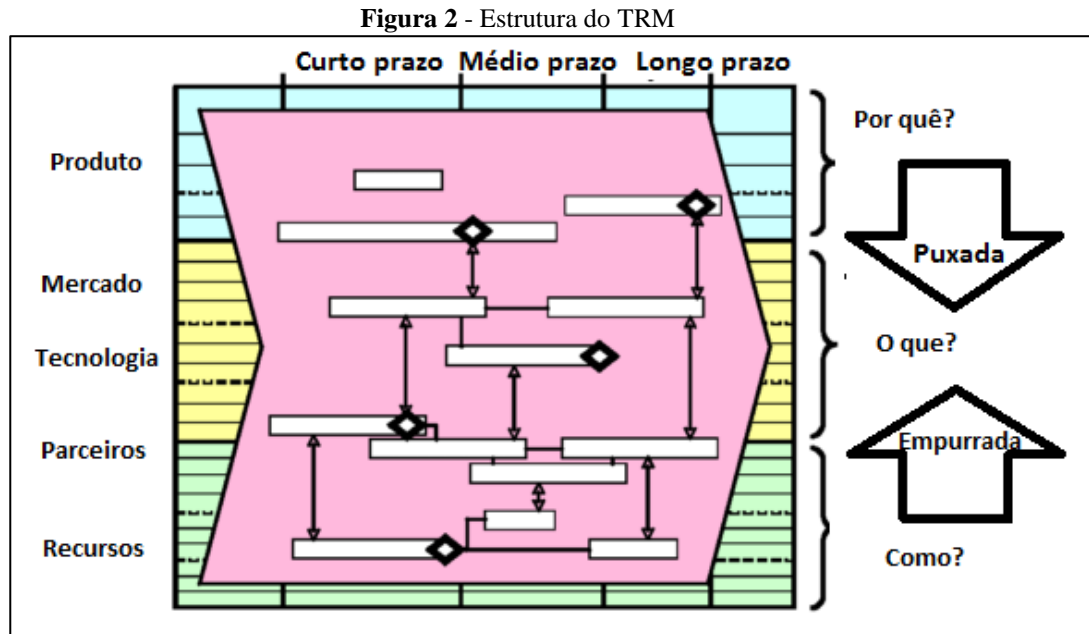 Figura 2 - Estrutura do TRM
Curto prazo Médio prazo Longo prazo
Por quê?
Produto
Puxada
Mercado
O que?
Tecnologia
Empurrada
Parceiros
Recursos
Como?